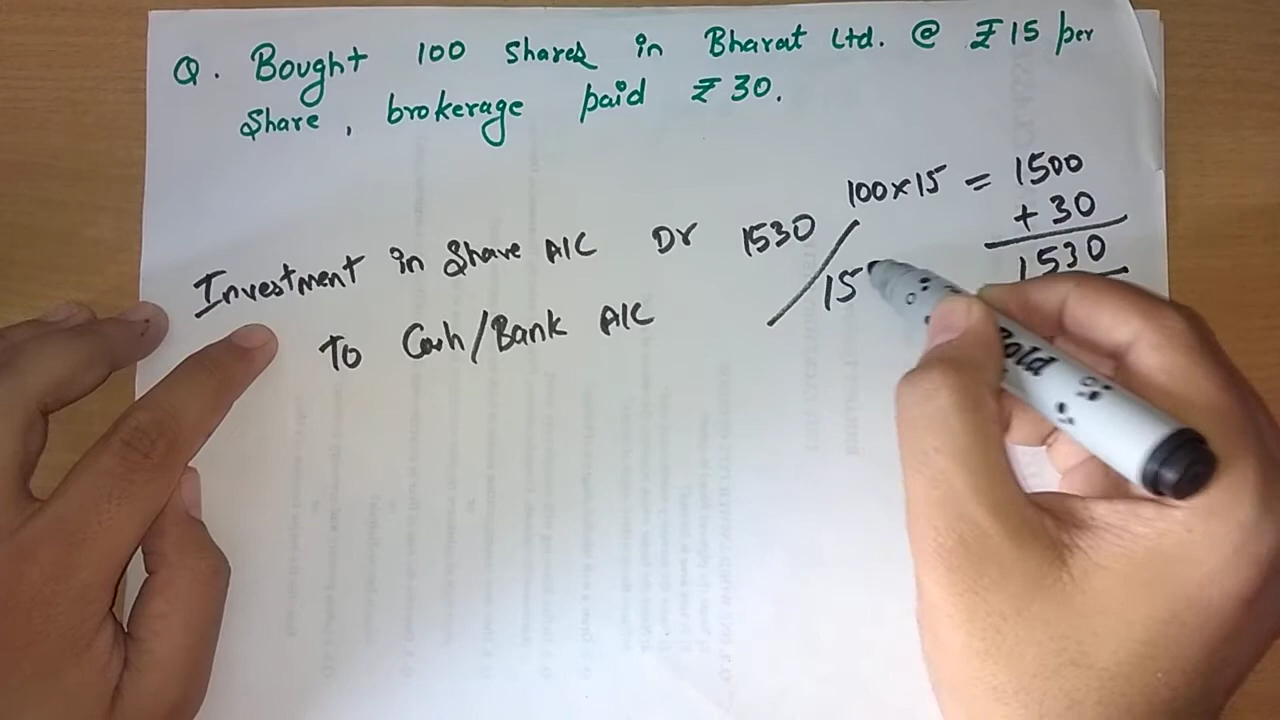 Q. Bought 100 shares in Bharat Ltd. @ ₹15 per
Share, brokerage paid ₹30.
100×15 = 1500
+ 30
1530
Investment in Share A/C Dr 1530
To Cash/Bank A/C 15
old